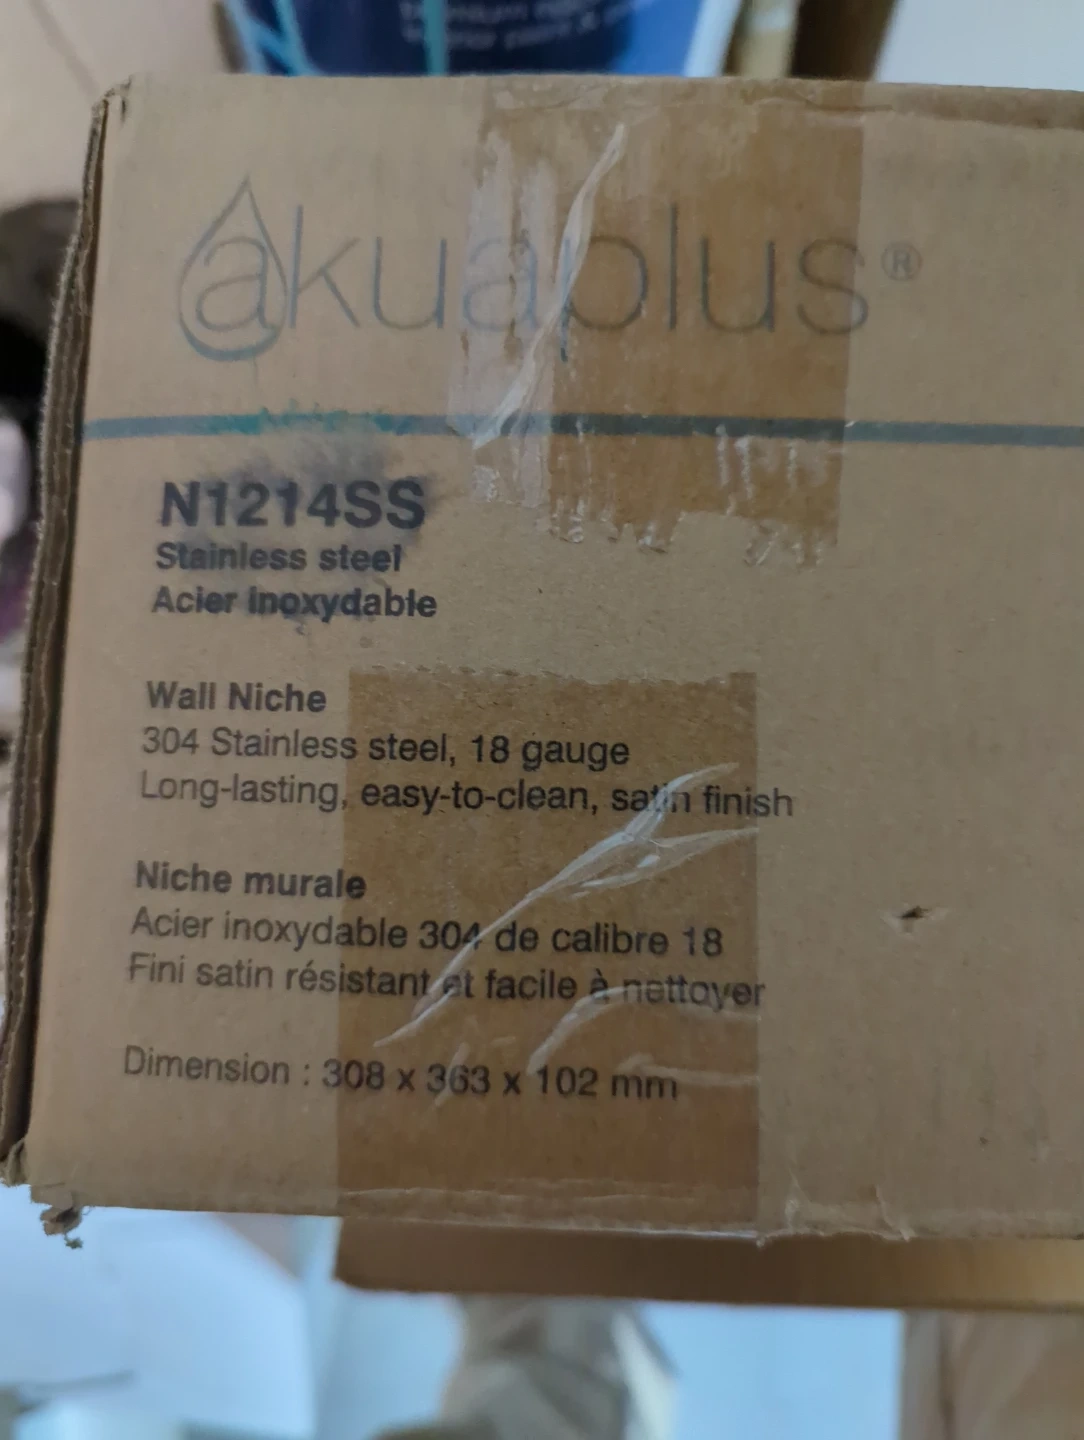 akuaplus®
N1214SS
Stainless steel
Acier inoxydable
Wall Niche
304 Stainless steel, 18 gauge
Long-lasting, easy-to-clean, satin finish
Niche murale
Acier inoxydable 304 de calibre 18
Fini satin résistant et facile à nettoyer
Dimension : 308 x 363 x 102 mm